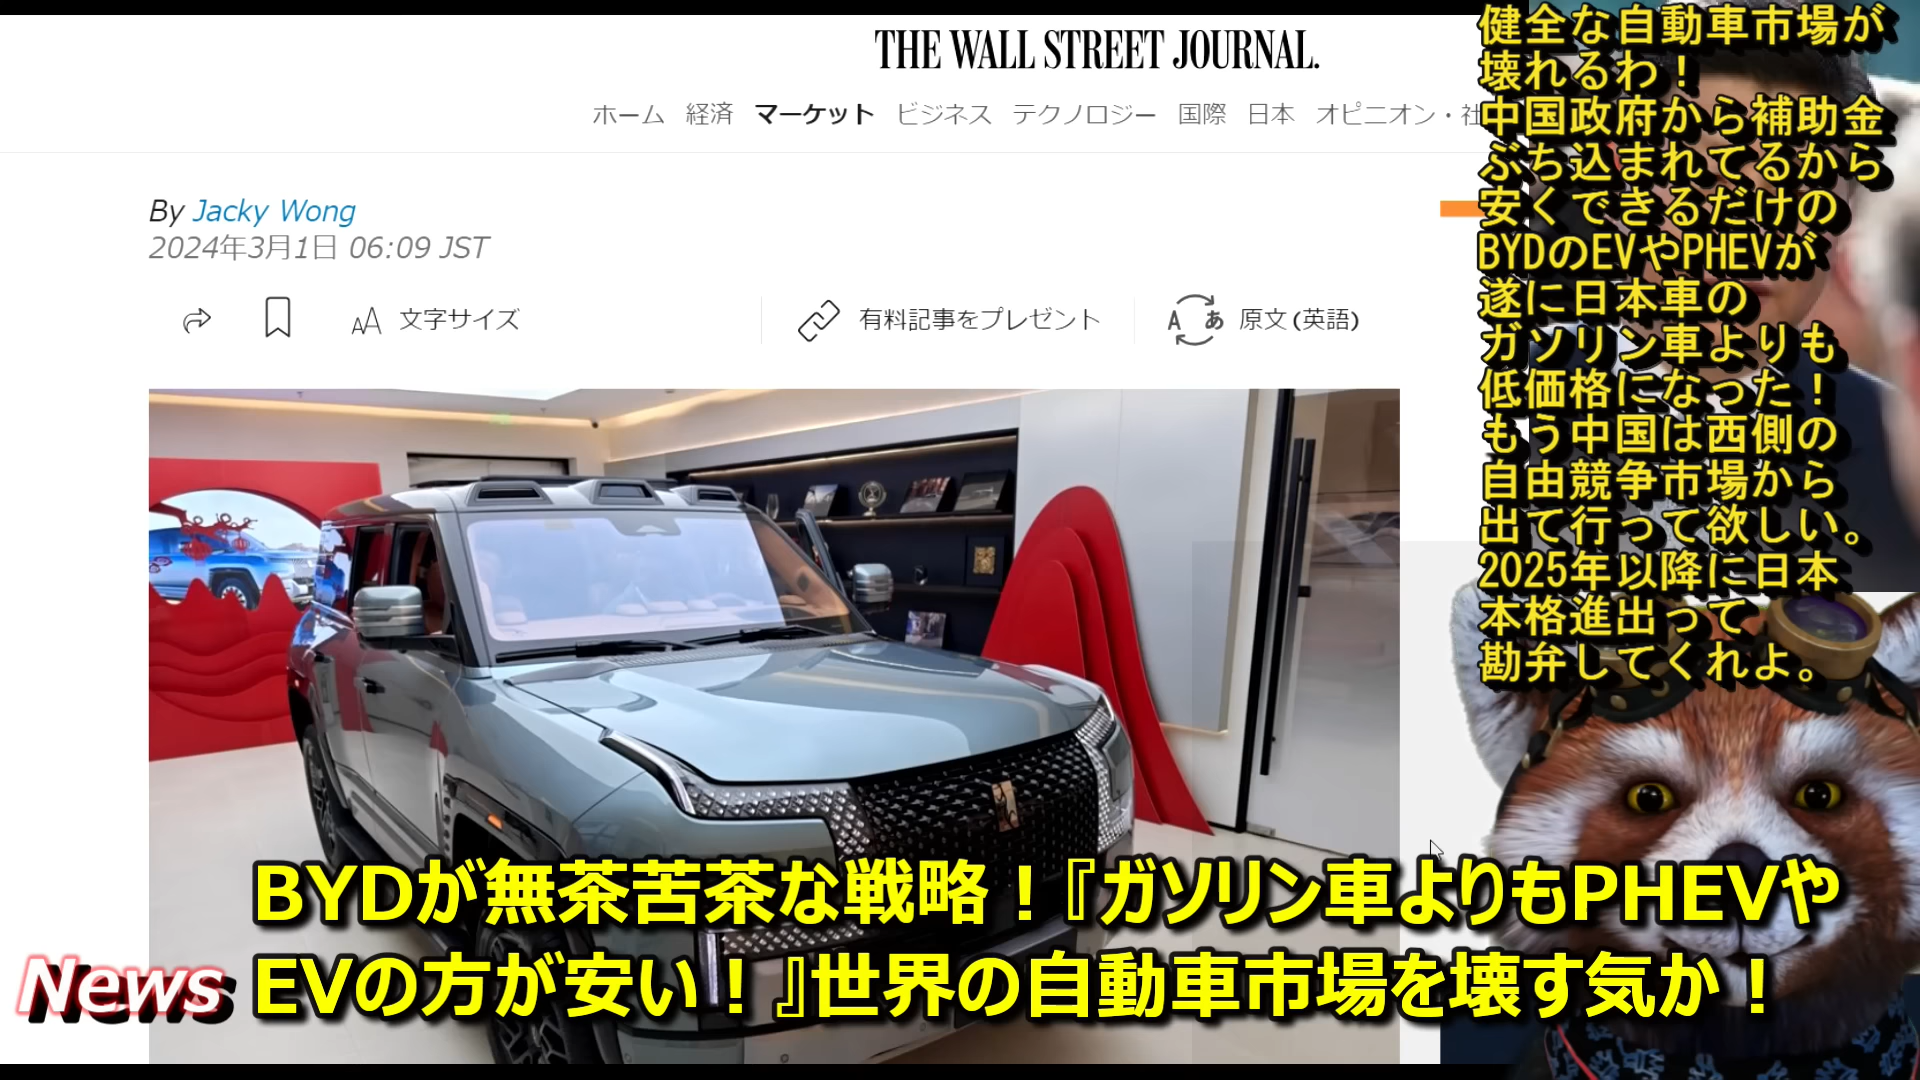 THE WALL STREET JOURNAL.
ホーム 経済 マーケット ビジネス テクノロジー 国際 日本 オピニオン・社
By Jacky Wong
2024年3月1日 06:09 JST
文字サイズ
有料記事をプレゼント
A あ 原文(英語)
健全な自動車市場が
壊れるわ！
中国政府から補助金
ぶち込まれてるから
安くできるだけの
BYDのEVやPHEVが
遂に日本車の
ガソリン車よりも
低価格になった！
もう中国は西側の
自由競争市場から
出て行って欲しい。
2025年以降に日本
本格進出って
勘弁してくれよ。
BYDが無茶苦茶な戦略！『ガソリン車よりもPHEVや
EVの方が安い！』世界の自動車市場を壊す気か！
News